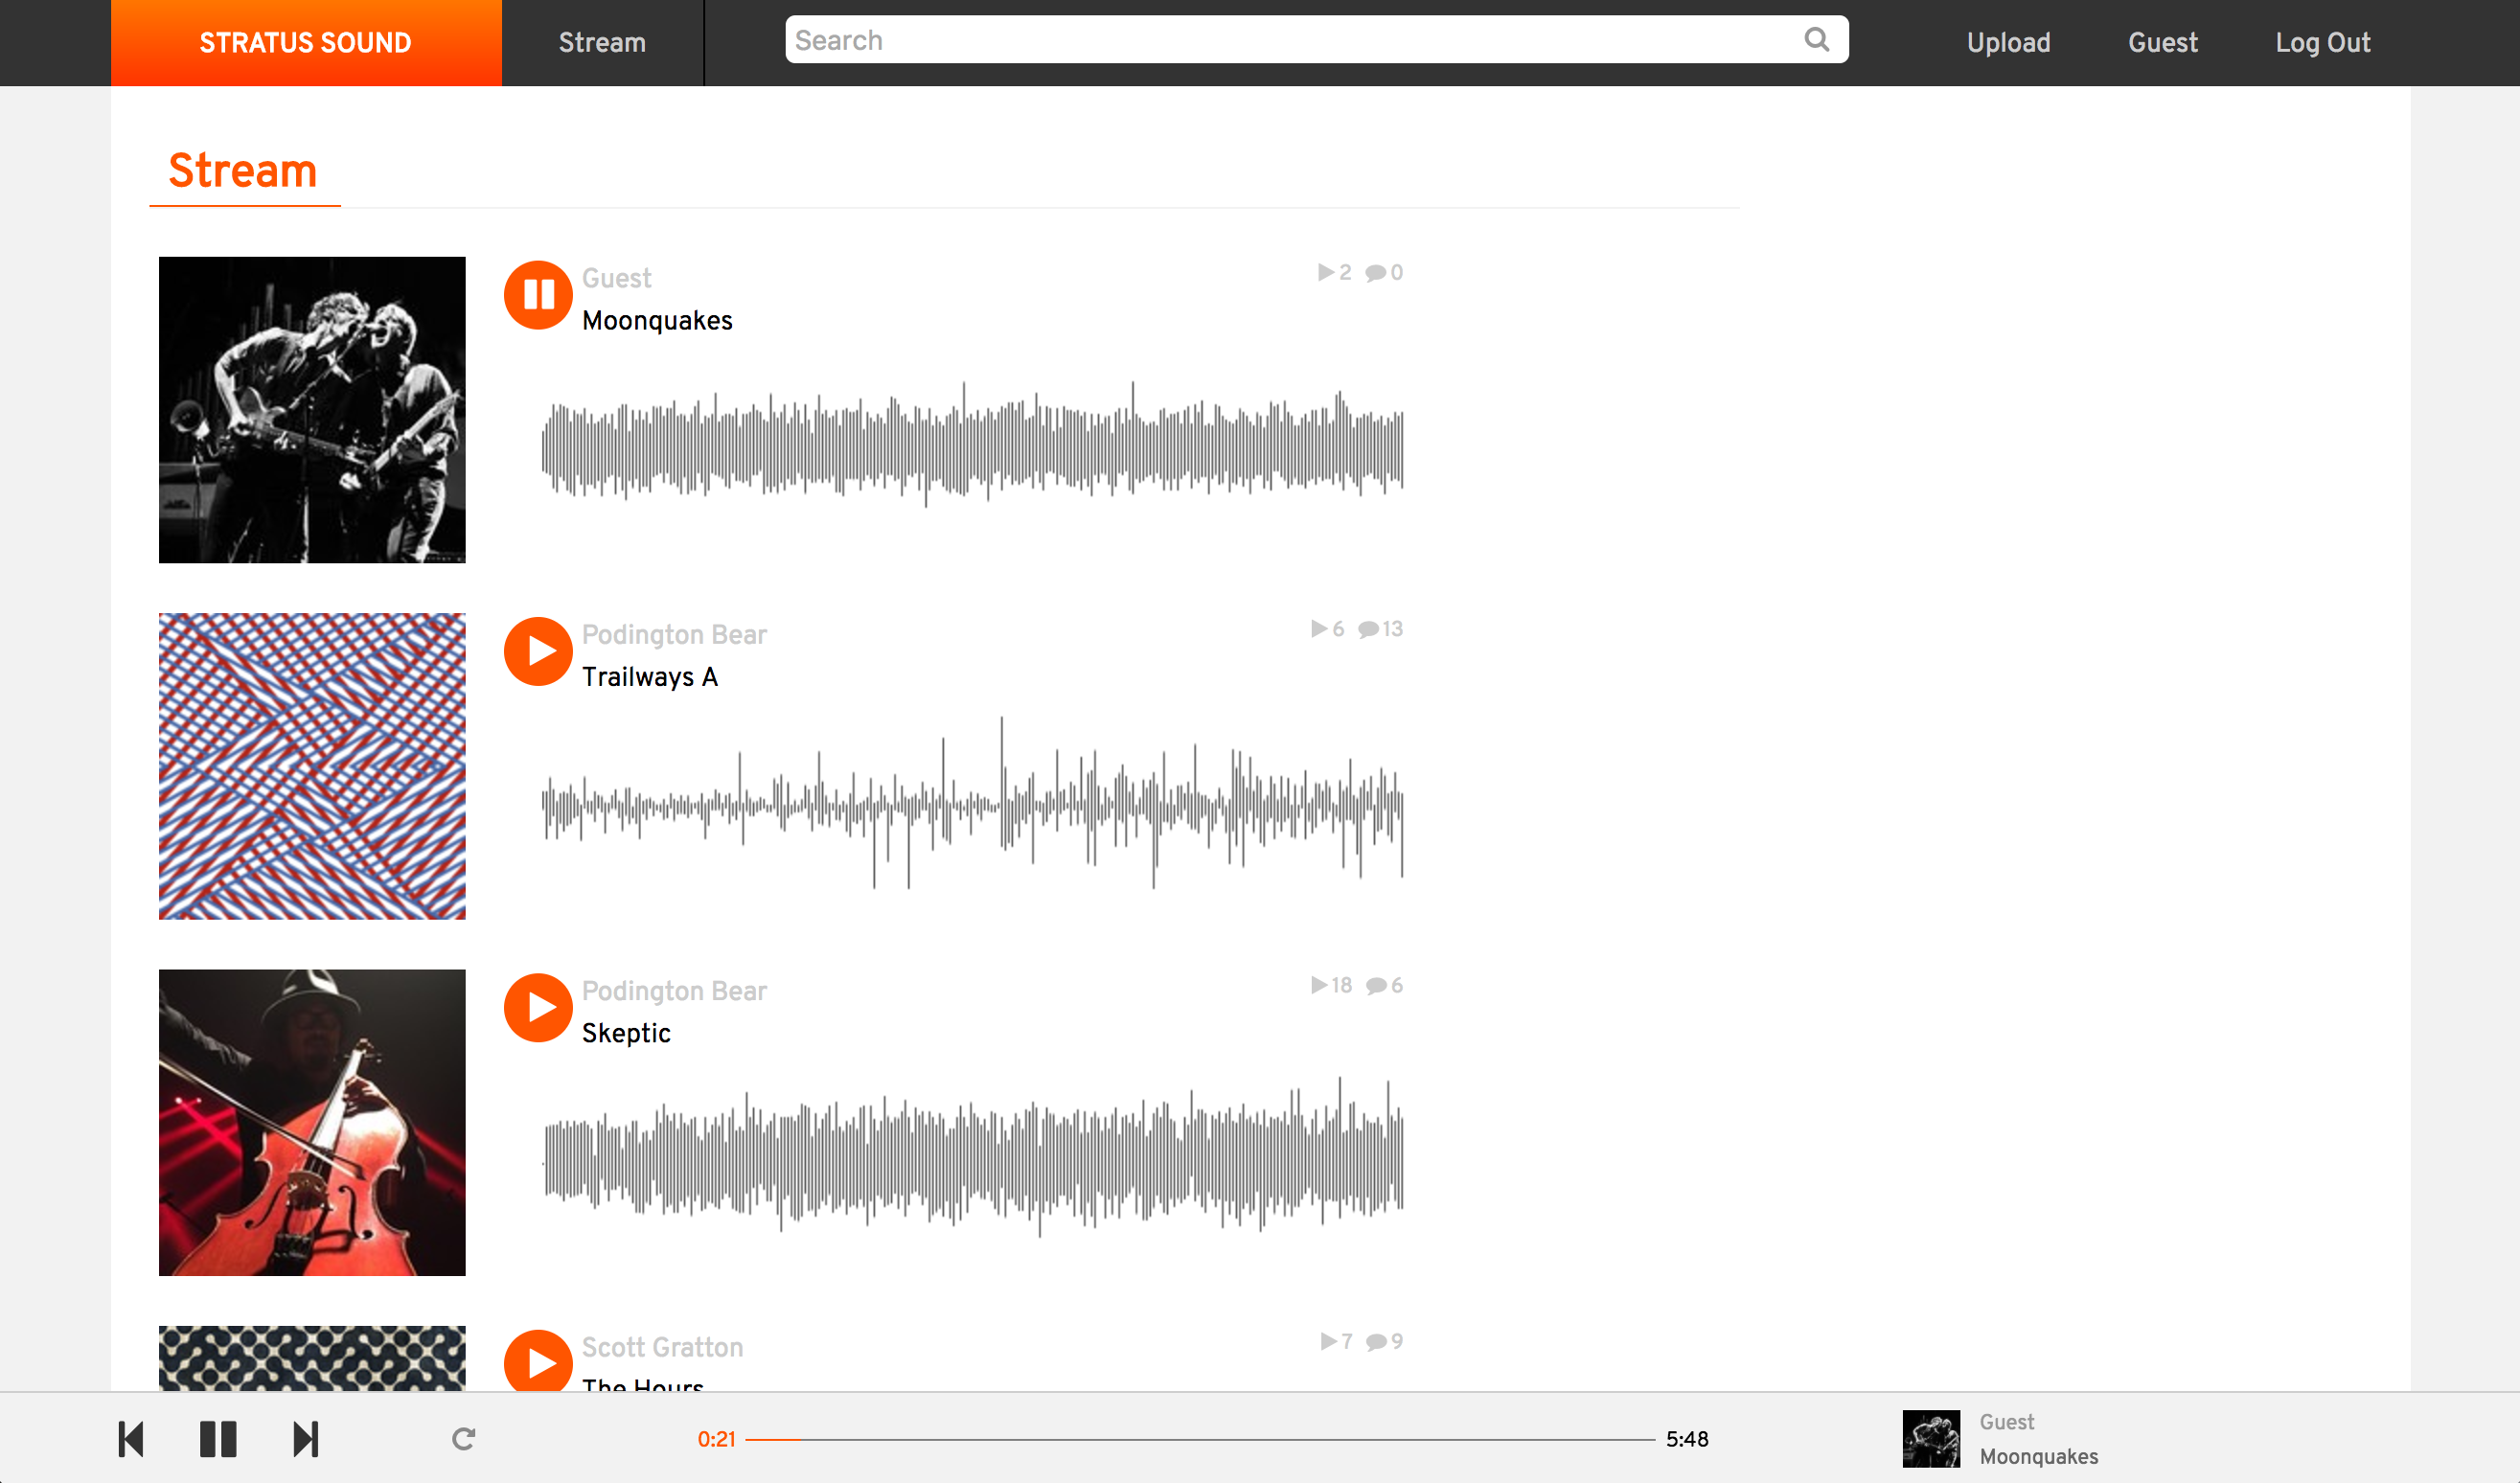 STRATUS SOUND
Stream
Search
Upload
Guest
Log Out
Stream
Guest
2 0
Moonquakes
Podington Bear
6 13
Trailways A
Podington Bear
18 6
Skeptic
Scott Gratton
7 9
The Hours
0:21
5:48
Guest
Moonquakes